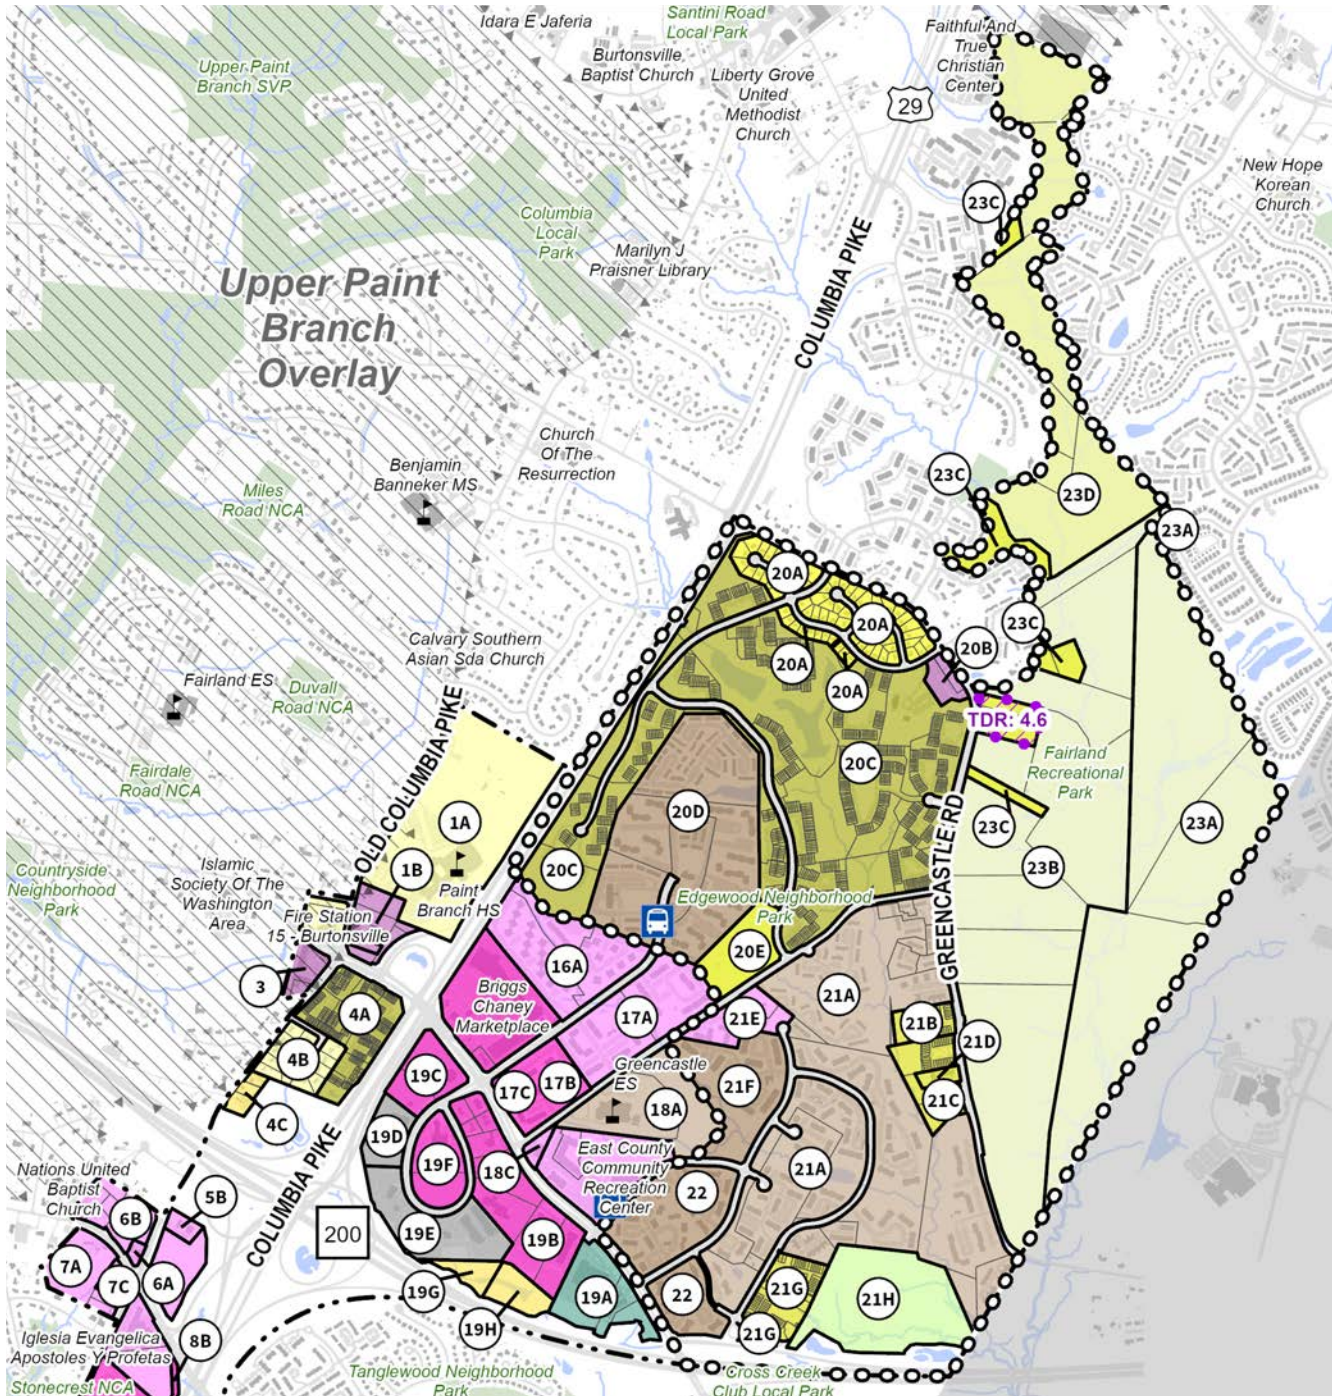 Idara E Jaferia
Santini Road
Local Park
Faithful And
True
Christian
Center
Burtonsville
Baptist Church
Upper Paint
Branch SVP
Liberty Grove
United
Methodist
Church
29
New Hope
Korean
Church
23C
Columbia
Local
Park
Marilyn J
Praisner Library
COLUMBIA PIKE
Upper Paint
Branch
Overlay
Church
Of The
Resurrection
Benjamin
Banneker MS
Miles
Road NCA
23C
23D
23A
20A
20A
23C
20B
20A
20A
Calvary Southern
Asian Sda Church
Fairland ES
Duvall
Road NCA
TDR: 4.6
Fairland
Recreational
Park
20C
Fairdale
Road NCA
OLD COLUMBIA PIKE
1A
20D
GREENCASTLE RD
23C
23A
23B
Countryside
Neighborhood
Park
Islamic
Society Of The
Washington
Area
1B
20C
Paint
Branch HS
Edgewood Neighborhood
Park
Fire Station
15 - Burtonsville
20E
3
16A
Briggs
Chaney
Marketplace
21A
4A
17A
21E
21B
21D
4B
19C
17C
17B
Greencastle
ES
21F
21C
4C
18A
19D
COLUMBIA PIKE
Nations United
Baptist
Church
5B
19F
18C
East County
Community
Recreation
Center
21A
6B
22
200
19E
19B
7A
7C
6A
19G
19A
22
21G
21H
19H
21G
8B
Iglesia Evangelica
Apostoles Y Profetas
Stonecrest NCA
Tanglewood Neighborhood
Park
Cross Creek
Club Local Park